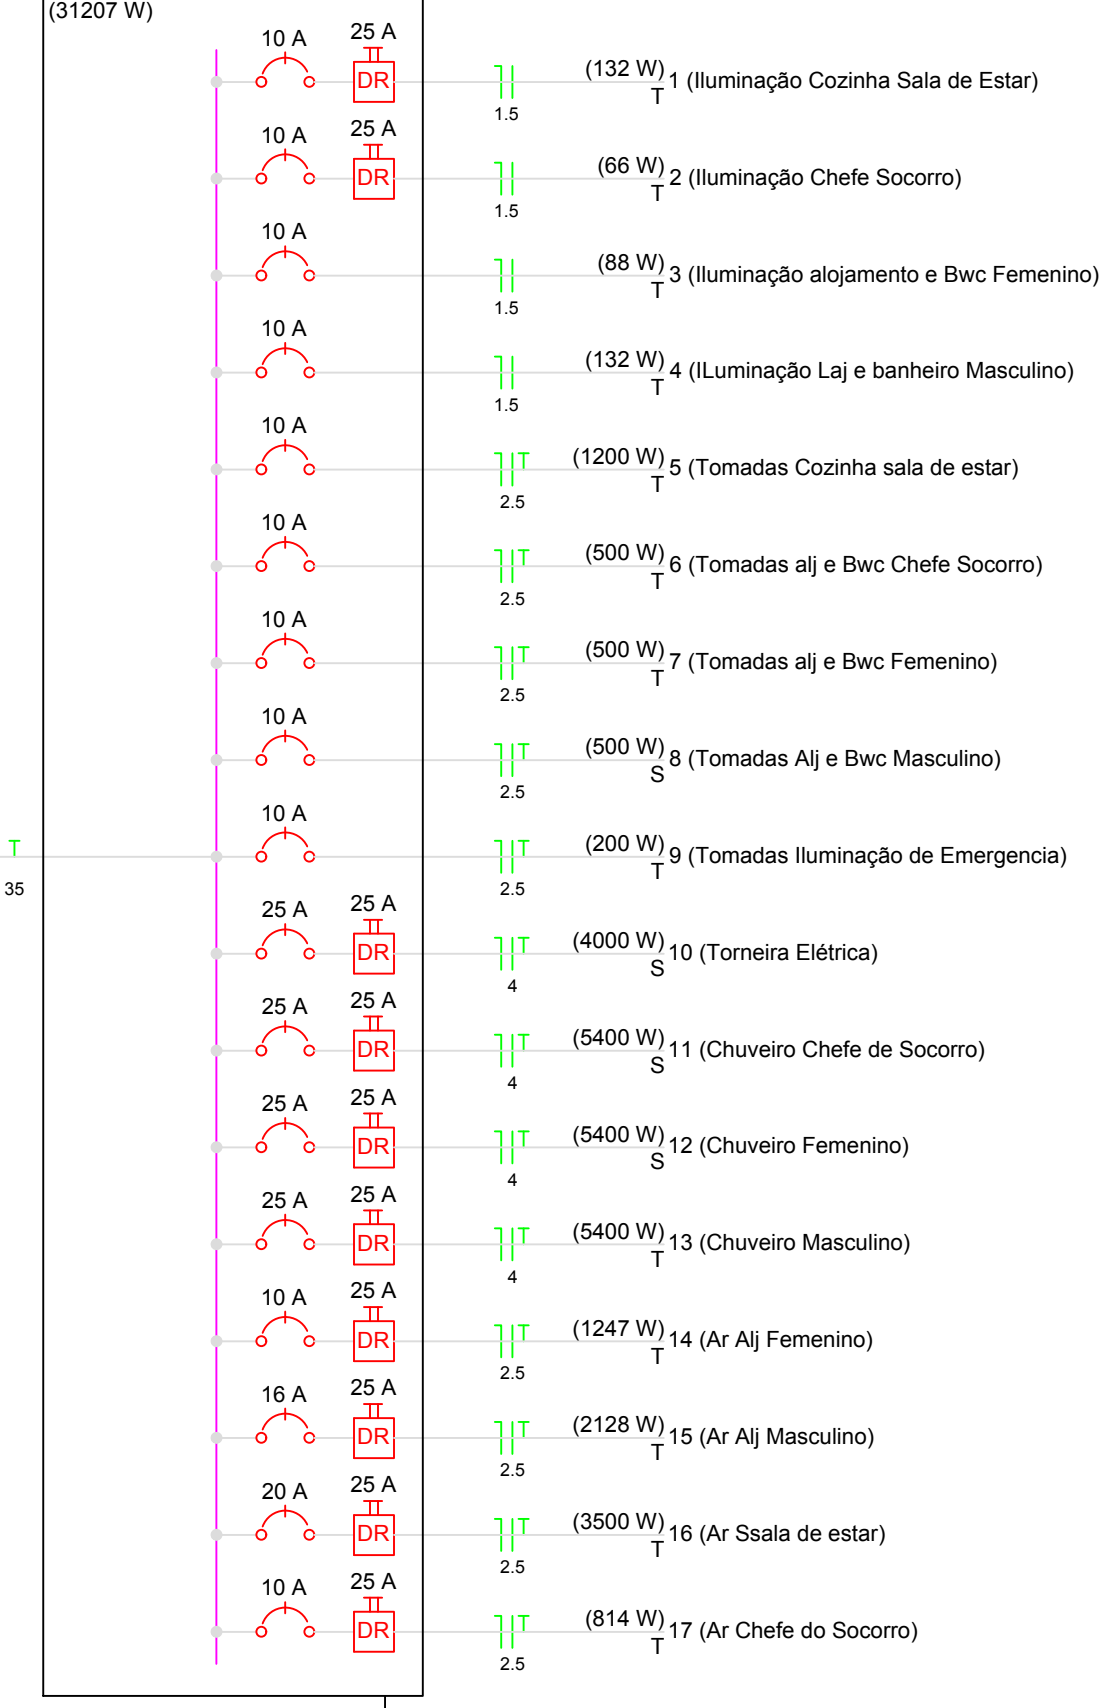 (31207 W)
10 A 25 A
DR
1.5
(132 W)
T
1 (Iluminação Cozinha Sala de Estar)
10 A 25 A
DR
1.5
(66 W)
T
2 (Iluminação Chefe Socorro)
10 A
1.5
(88 W)
T
3 (Iluminação alojamento e Bwc Femenino)
10 A
1.5
(132 W)
T
4 (ILuminação Laj e banheiro Masculino)
10 A
T
2.5
(1200 W)
T
5 (Tomadas Cozinha sala de estar)
10 A
T
2.5
(500 W)
T
6 (Tomadas alj e Bwc Chefe Socorro)
10 A
T
2.5
(500 W)
T
7 (Tomadas alj e Bwc Femenino)
10 A
T
2.5
(500 W)
S
8 (Tomadas Alj e Bwc Masculino)
T
35
10 A
T
2.5
(200 W)
T
9 (Tomadas Iluminação de Emergencia)
25 A 25 A
DR
T
4
(4000 W)
S
10 (Torneira Elétrica)
25 A 25 A
DR
T
4
(5400 W)
S
11 (Chuveiro Chefe de Socorro)
25 A 25 A
DR
T
4
(5400 W)
S
12 (Chuveiro Femenino)
25 A 25 A
DR
T
4
(5400 W)
T
13 (Chuveiro Masculino)
10 A 25 A
DR
T
2.5
(1247 W)
T
14 (Ar Alj Femenino)
16 A 25 A
DR
T
2.5
(2128 W)
T
15 (Ar Alj Masculino)
20 A 25 A
DR
T
2.5
(3500 W)
T
16 (Ar Ssala de estar)
10 A 25 A
DR
T
2.5
(814 W)
T
17 (Ar Chefe do Socorro)